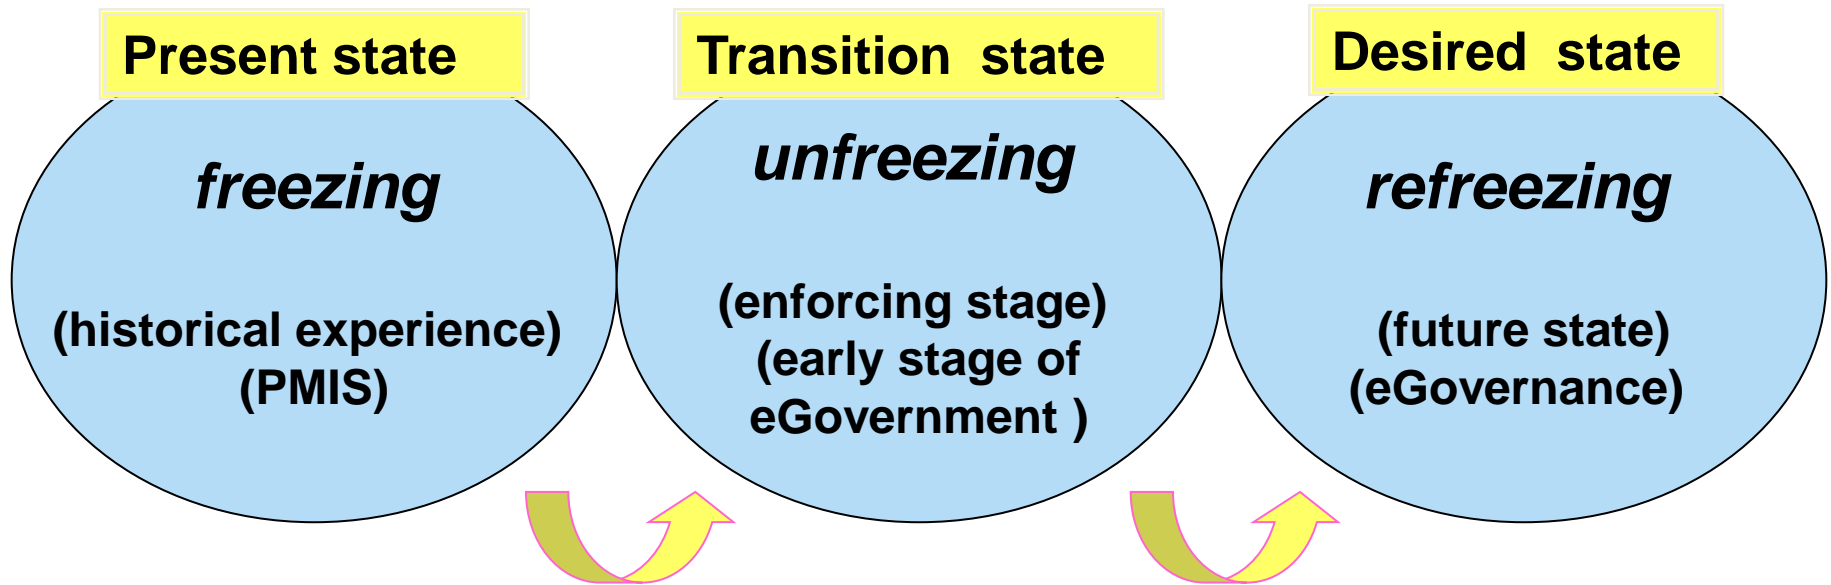 Present state
freezing
(historical experience)
(PMIS)
Transition state
unfreezing
(enforcing stage)
(early stage of
eGovernment )
Desired state
refreezing
(future state)
(eGovernance)